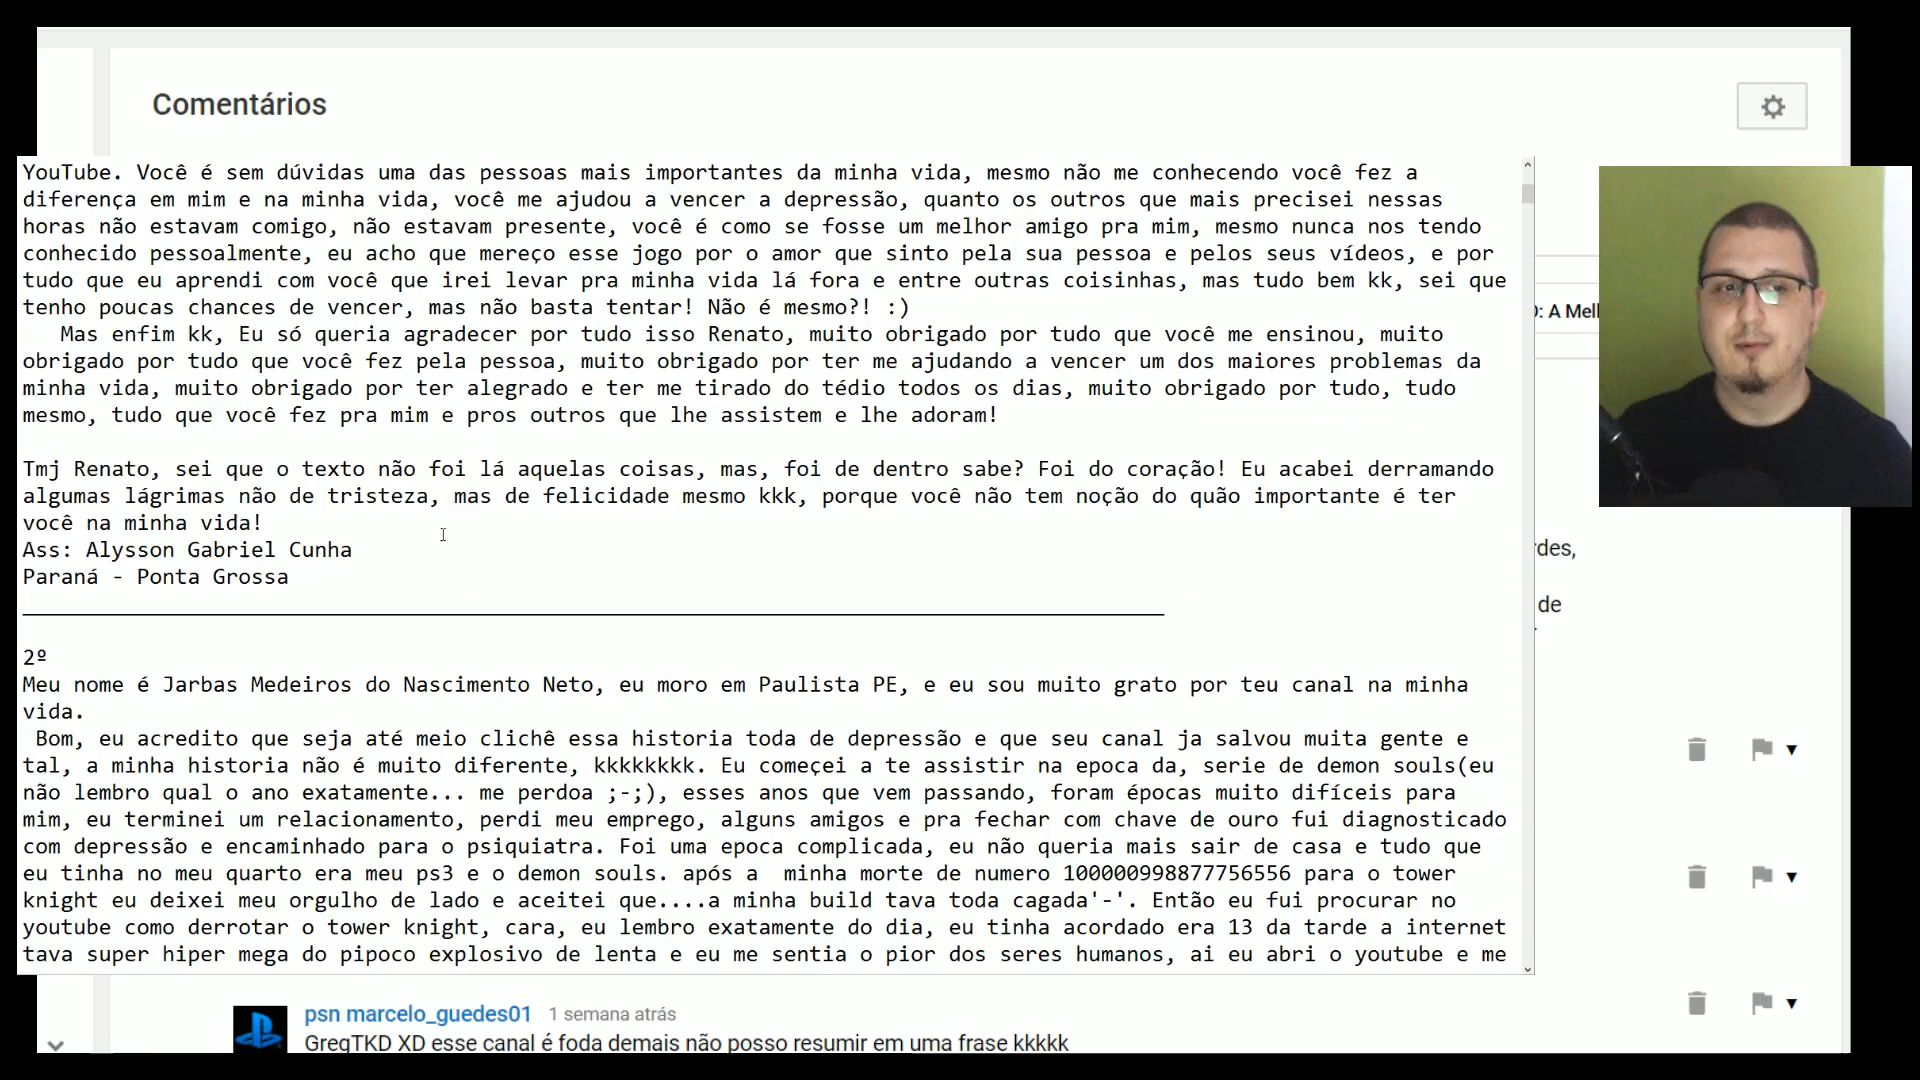 Comentários
YouTube. Você é sem dúvidas uma das pessoas mais importantes da minha vida, mesmo não me conhecendo você fez a
diferença em mim e na minha vida, você me ajudou a vencer a depressão, quanto os outros que mais precisei nessas
horas não estavam comigo, não estavam presente, você é como se fosse um melhor amigo pra mim, mesmo nunca nos tendo
conhecido pessoalmente, eu acho que mereço esse jogo por o amor que sinto pela sua pessoa e pelos seus vídeos, e por
tudo que eu aprendi com você que irei levar pra minha vida lá fora e entre outras coisinhas, mas tudo bem kk, sei que
tenho poucas chances de vencer, mas não basta tentar! Não é mesmo?! :)
Mas enfim kk, Eu só queria agradecer por tudo isso Renato, muito obrigado por tudo que você me ensinou, muito
obrigado por tudo que você fez pela pessoa, muito obrigado por ter me ajudando a vencer um dos maiores problemas da
minha vida, muito obrigado por ter alegrado e ter me tirado do tédio todos os dias, muito obrigado por tudo, tudo
mesmo, tudo que você fez pra mim e pros outros que lhe assistem e lhe adoram!
Tmj Renato, sei que o texto não foi lá aquelas coisas, mas, foi de dentro sabe? Foi do coração! Eu acabei derramando
algumas lágrimas não de tristeza, mas de felicidade mesmo kkk, porque você não tem noção do quão importante é ter
você na minha vida!
Ass: Alysson Gabriel Cunha
Paraná - Ponta Grossa
2º
Meu nome é Jarbas Medeiros do Nascimento Neto, eu moro em Paulista PE, e eu sou muito grato por teu canal na minha
vida.
Bom, eu acredito que seja até meio clichê essa historia toda de depressão e que seu canal ja salvou muita gente e
tal, a minha historia não é muito diferente, kkkkkkkk. Eu começei a te assistir na epoca da, serie de demon souls(eu
não lembro qual o ano exatamente... me perdoa ;-;), esses anos que vem passando, foram épocas muito difíceis para
mim, eu terminei um relacionamento, perdi meu emprego, alguns amigos e pra fechar com chave de ouro fui diagnosticado
com depressão e encaminhado para o psiquiatra. Foi uma epoca complicada, eu não queria mais sair de casa e tudo que
eu tinha no meu quarto era meu ps3 e o demon souls. após a  minha morte de numero 100000998877756556 para o tower
knight eu deixei meu orgulho de lado e aceitei que....a minha build tava toda cagada'-'. Então eu fui procurar no
youtube como derrotar o tower knight, cara, eu lembro exatamente do dia, eu tinha acordado era 13 da tarde a internet
tava super hiper mega do pipoco explosivo de lenta e eu me sentia o pior dos seres humanos, ai eu abri o youtube e me
: A Mel
rdes,
de
psn marcelo_guedes01 1 semana atrás
GregTKD XD esse canal é foda demais não posso resumir em uma frase kkkkk